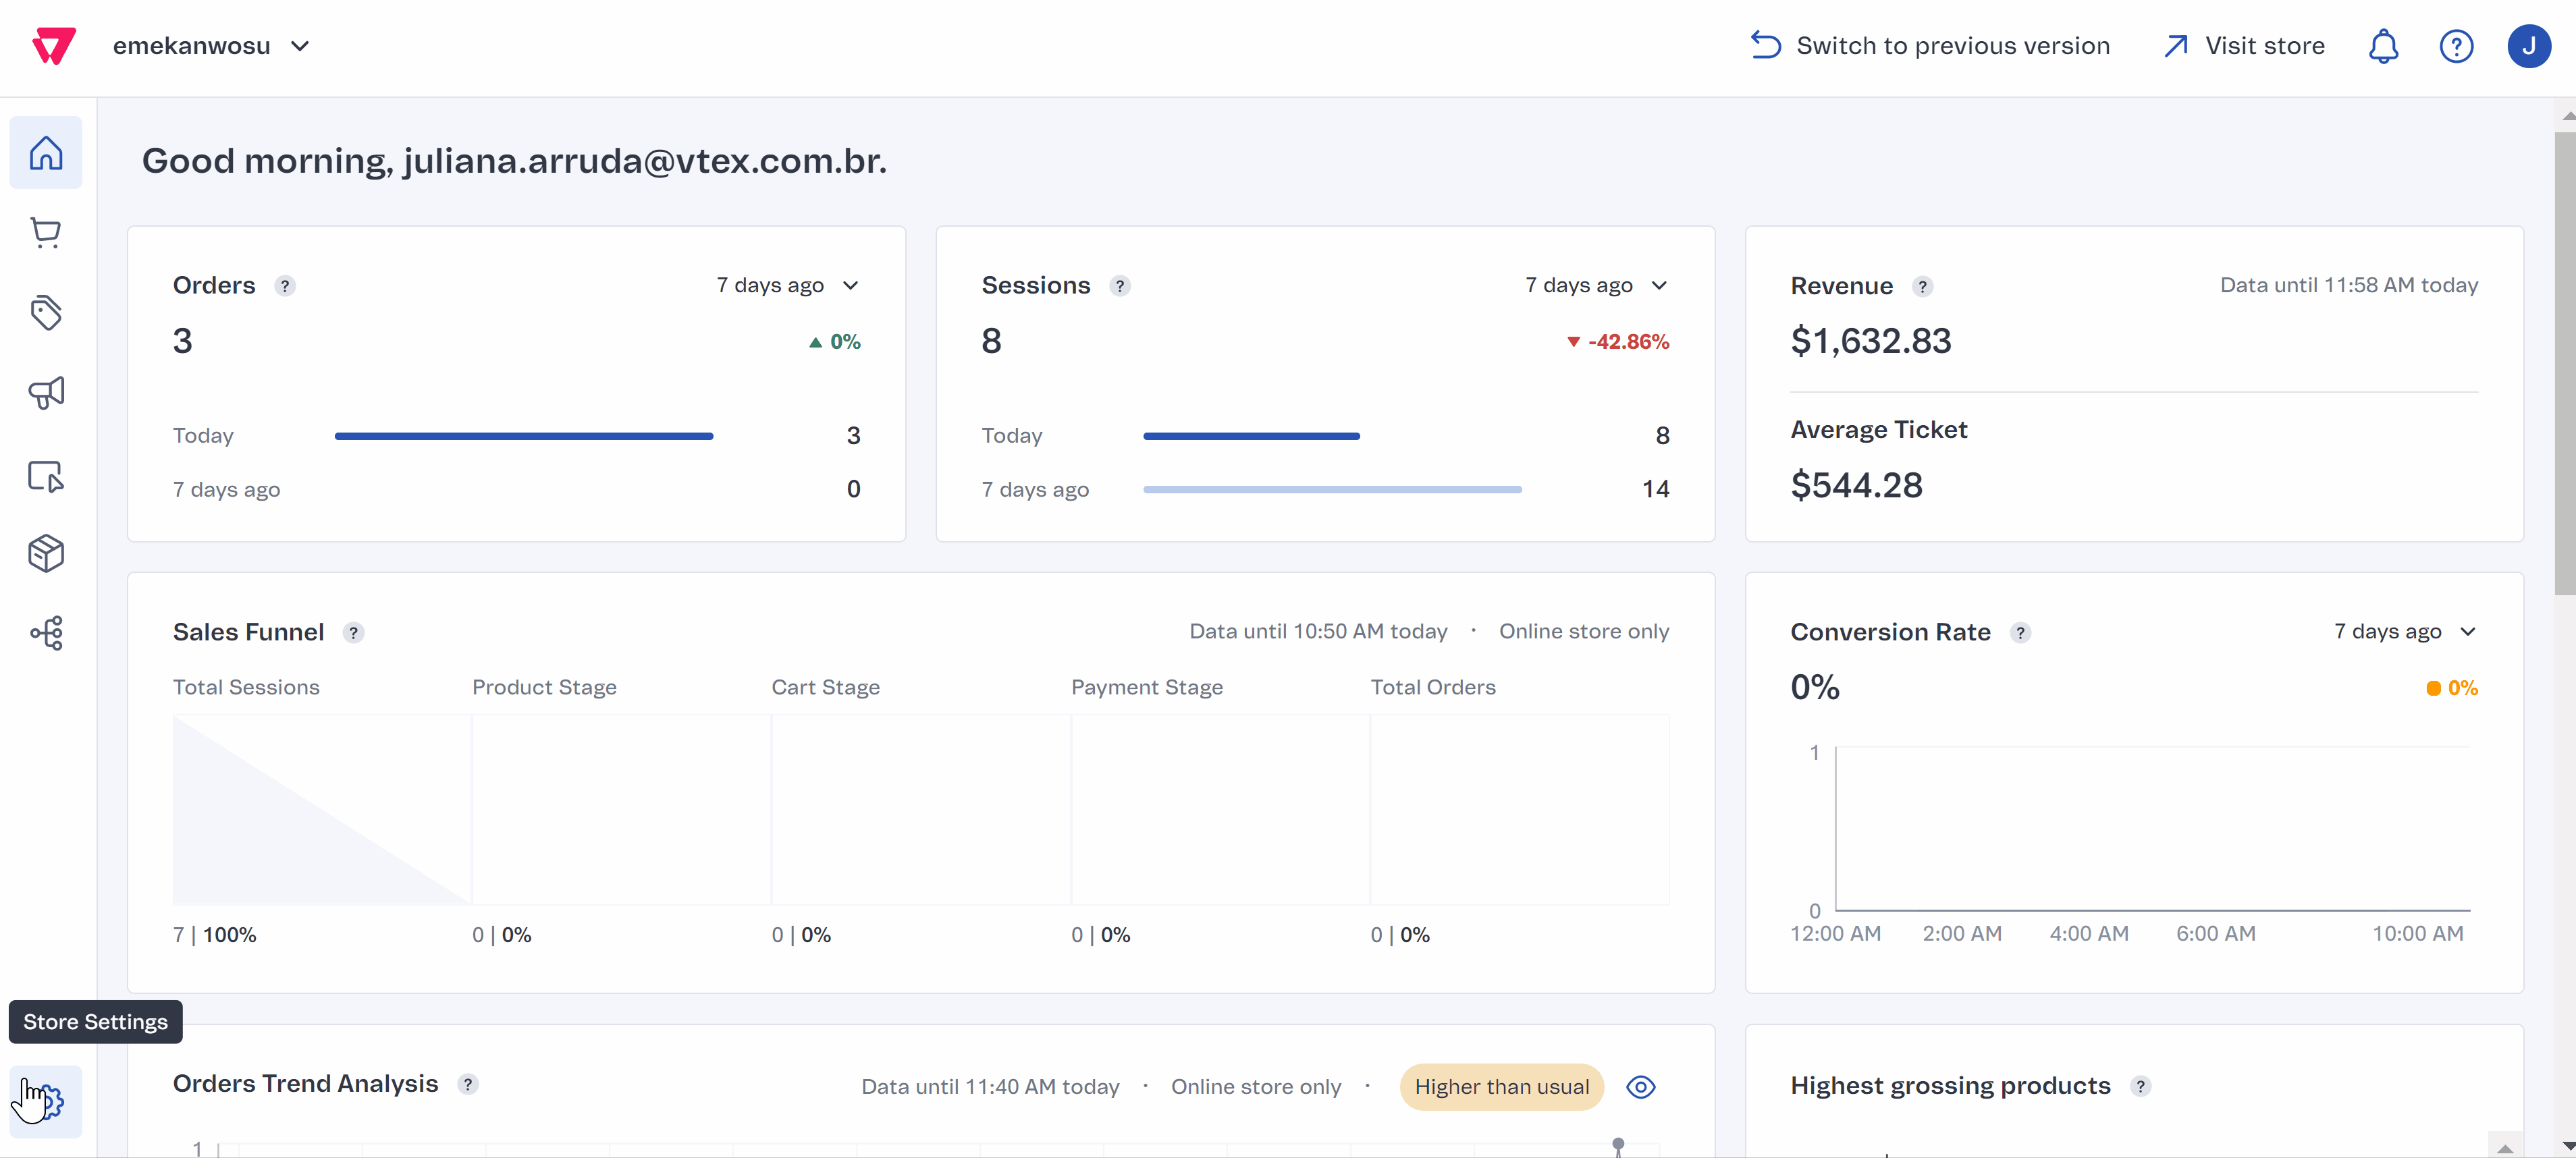 emekanwosu
Switch to previous version
Visit store
J
Good morning, juliana.arruda@vtex.com.br.
Orders ?
7 days ago
3
0%
Today
3
7 days ago
0
Sessions ?
7 days ago
8
-42.86%
Today
8
7 days ago
14
Revenue ?
Data until 11:58 AM today
$1,632.83
Average Ticket
$544.28
Sales Funnel ?
Data until 10:50 AM today · Online store only
Total Sessions
Product Stage
Cart Stage
Payment Stage
Total Orders
7 | 100%
0 | 0%
0 | 0%
0 | 0%
0 | 0%
Conversion Rate ?
7 days ago
0%
0%
1
0
12:00 AM
2:00 AM
4:00 AM
6:00 AM
10:00 AM
Store Settings
Orders Trend Analysis ?
Data until 11:40 AM today · Online store only ·
Higher than usual
1
Highest grossing products ?